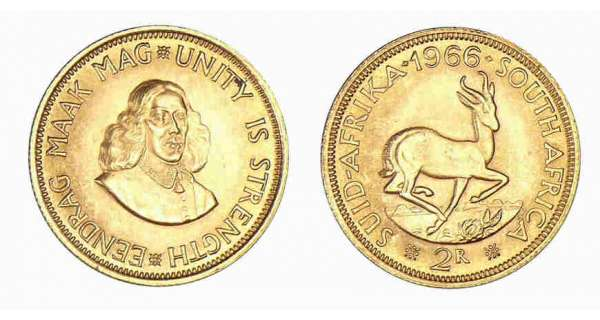 EENDRAG MAAK MAG * UNITY IS STRENGTH *
SUID-AFRIKA · 1966 · SOUTH AFRICA
* 2R *